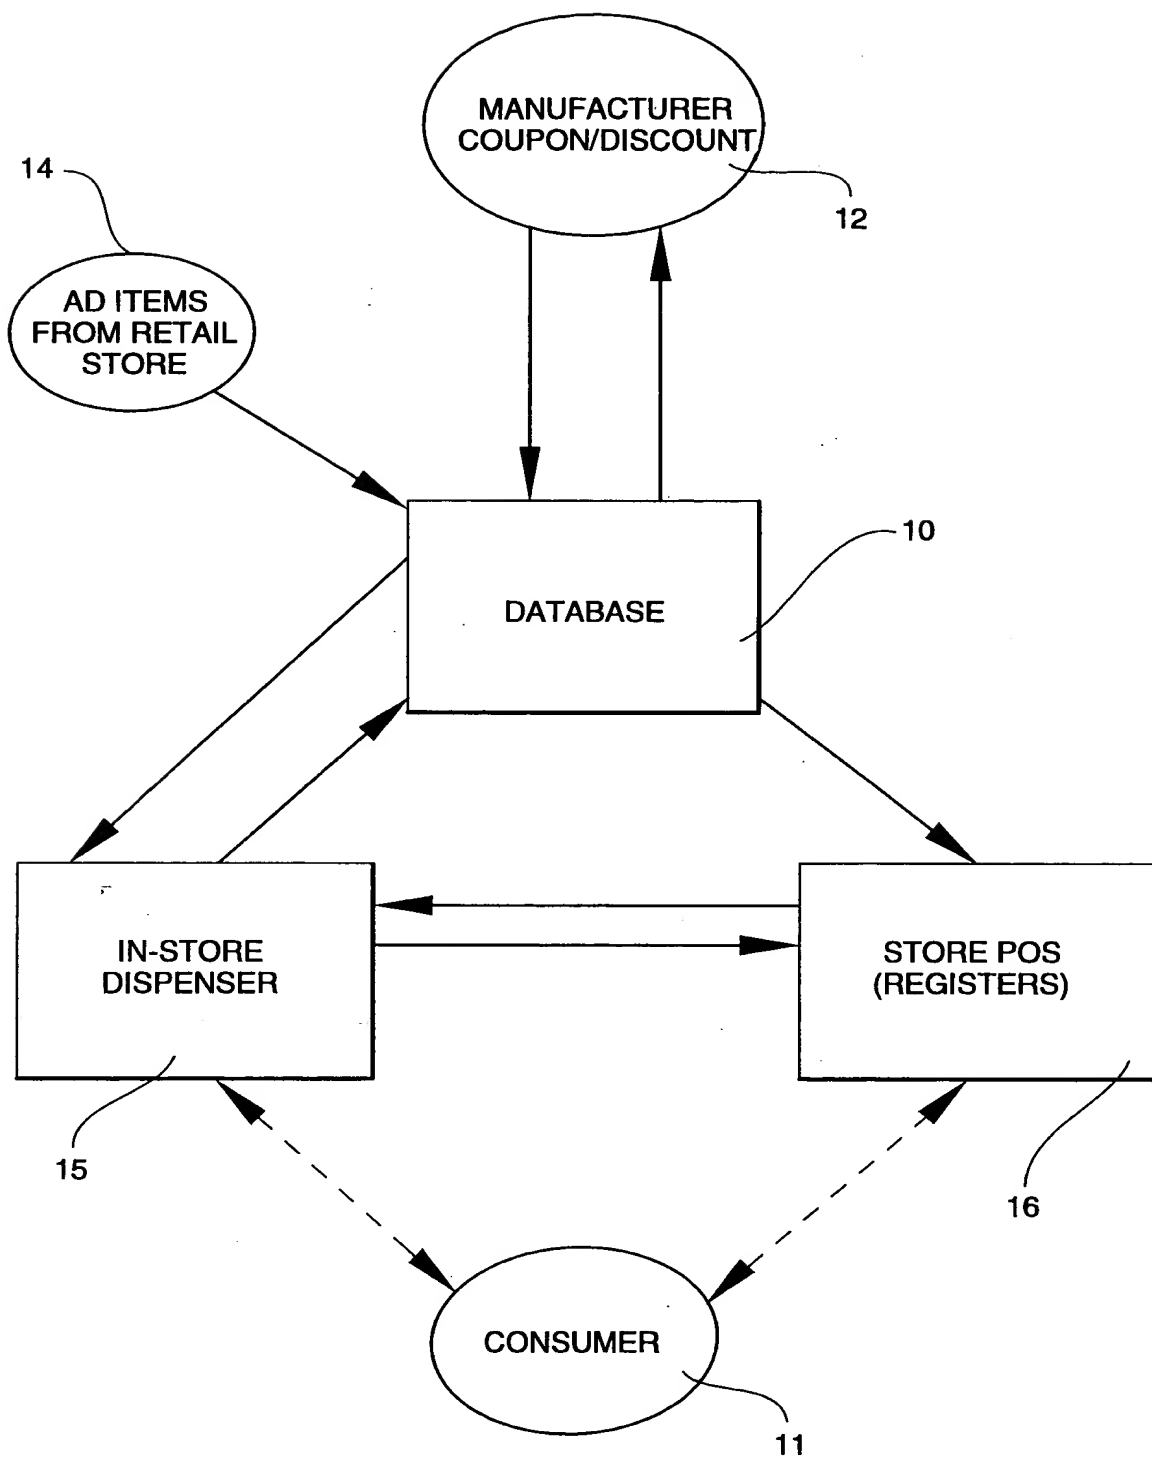 MANUFACTURER
COUPON/DISCOUNT
14
12
AD ITEMS
FROM RETAIL
STORE
10
DATABASE
IN-STORE
DISPENSER
STORE POS
(REGISTERS)
15
16
CONSUMER
11